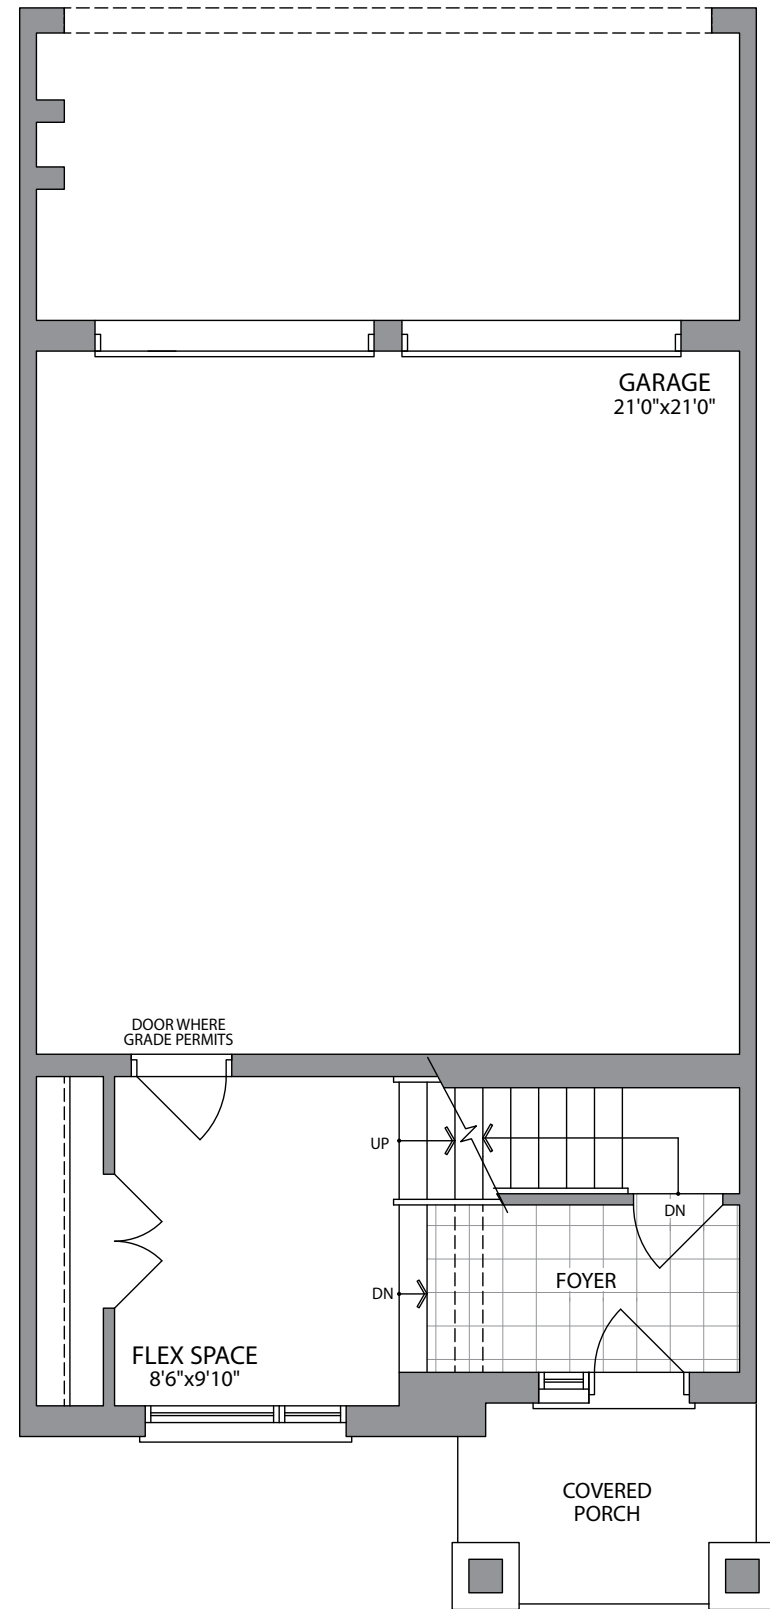 GARAGE
21'0"x21'0"
DOOR WHERE
GRADE PERMITS
UP
DN
DN
FOYER
FLEX SPACE
8'6"x9'10"
COVERED
PORCH